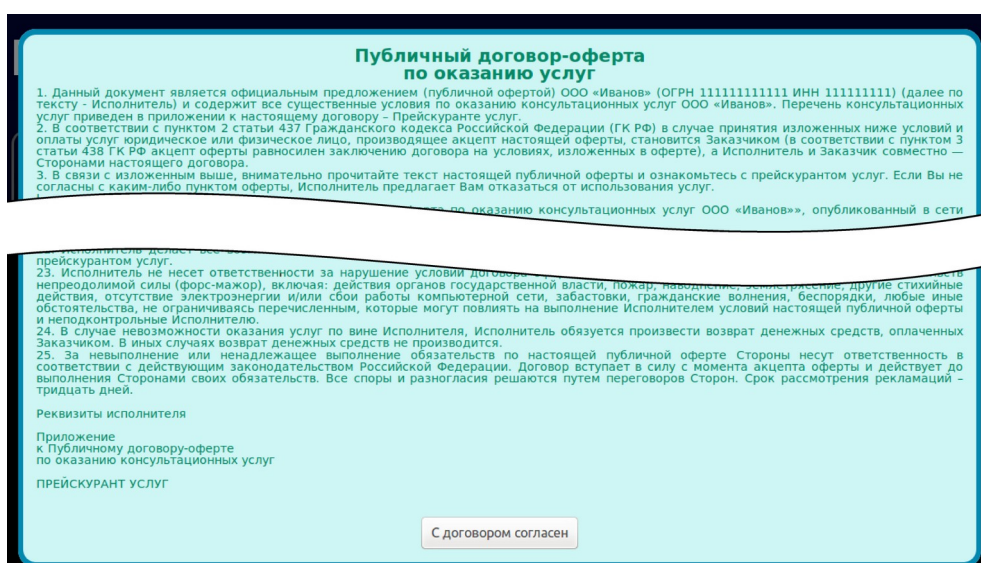 Публичный договор-оферта
по оказанию услуг
1. Данный документ является официальным предложением (публичной офертой) ООО «Иванов» (ОГРН 111111111111 ИНН 111111111) (далее по
тексту - Исполнитель) и содержит все существенные условия по оказанию консультационных услуг ООО «Иванов». Перечень консультационных
услуг приведен в приложении к настоящему договору – Прейскуранте услуг.
2. В соответствии с пунктом 2 статьи 437 Гражданского кодекса Российской Федерации (ГК РФ) в случае принятия изложенных ниже условий и
оплаты услуг юридическое или физическое лицо, производящее акцепт настоящей оферты, становится Заказчиком (в соответствии с пунктом 3
статьи 438 ГК РФ акцепт оферты равносилен заключению договора на условиях, изложенных в оферте), а Исполнитель и Заказчик совместно —
Сторонами настоящего договора.
3. В связи с изложенным выше, внимательно прочитайте текст настоящей публичной оферты и ознакомьтесь с прейскурантом услуг. Если Вы не
согласны с каким-либо пунктом оферты, Исполнитель предлагает Вам отказаться от использования услуг.
по оказанию консультационных услуг ООО «Иванов»», опубликованный в сети
Исполнитель делает все
прейскурантом услуг.
23. Исполнитель не несет ответственности за нарушение условий договора
непреодолимой силы (форс-мажор), включая: действия органов государственной власти, пожар, наводнение, землетрясение, другие стихийные
действия, отсутствие электроэнергии и/или сбои работы компьютерной сети, забастовки, гражданские волнения, беспорядки, любые иные
обстоятельства, не ограничиваясь перечисленным, которые могут повлиять на выполнение Исполнителем условий настоящей публичной оферты
и неподконтрольные Исполнителю.
24. В случае невозможности оказания услуг по вине Исполнителя, Исполнитель обязуется произвести возврат денежных средств, оплаченных
Заказчиком. В иных случаях возврат денежных средств не производится.
25. За невыполнение или ненадлежащее выполнение обязательств по настоящей публичной оферте Стороны несут ответственность в
соответствии с действующим законодательством Российской Федерации. Договор вступает в силу с момента акцепта оферты и действует до
выполнения Сторонами своих обязательств. Все споры и разногласия решаются путем переговоров Сторон. Срок рассмотрения рекламаций –
тридцать дней.
Реквизиты исполнителя
Приложение
к Публичному договору-оферте
по оказанию консультационных услуг
ПРЕЙСКУРАНТ УСЛУГ
С договором согласен